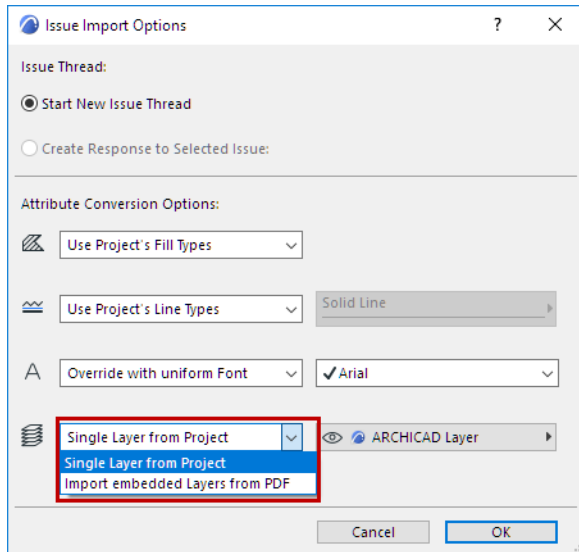 Issue Import Options
?
Issue Thread:
Start New Issue Thread
Create Response to Selected Issue:
Attribute Conversion Options:
Use Project's Fill Types
Use Project's Line Types
Solid Line
A
Override with uniform Font
Arial
Single Layer from Project
ARCHICAD Layer
Single Layer from Project
Import embedded Layers from PDF
Cancel
OK